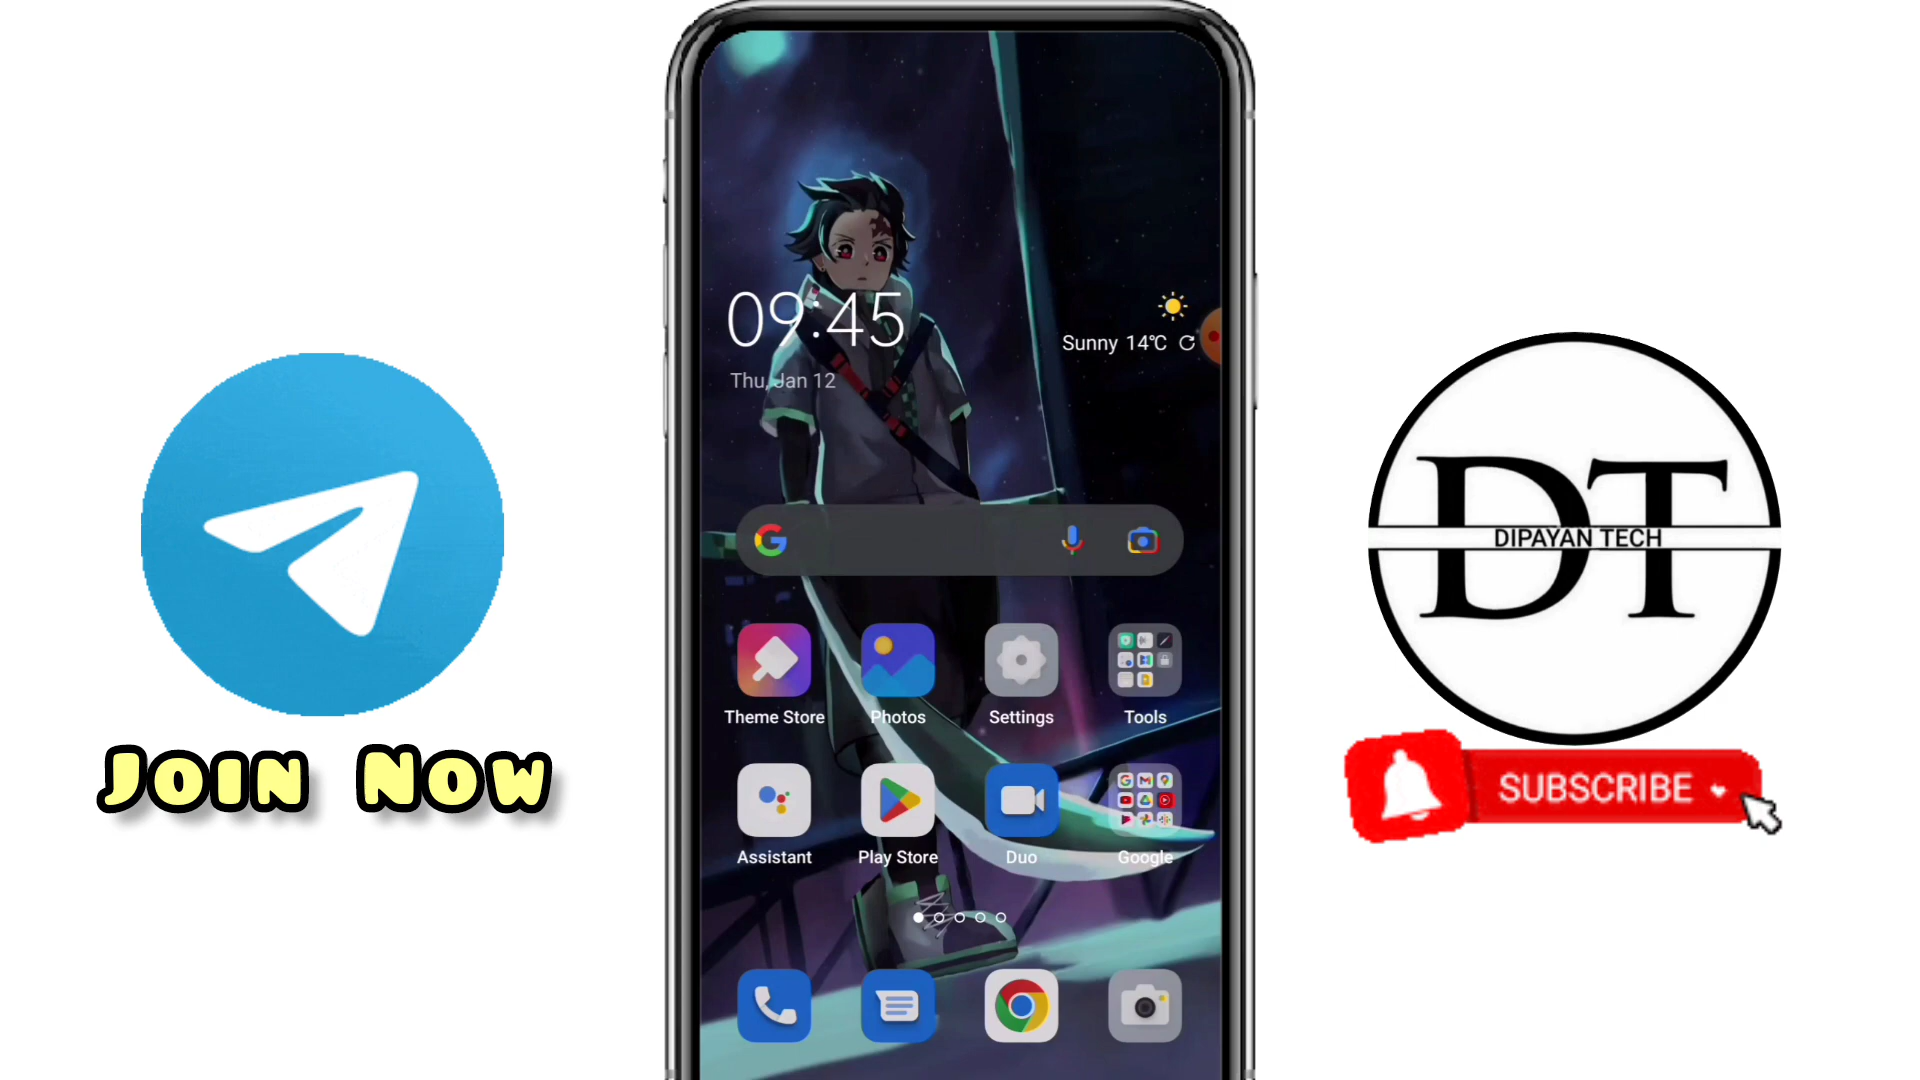 09:45
Sunny 14℃
Thu, Jan 12
Theme Store
Photos
Settings
Tools
Assistant
Play Store
Duo
Google
JOIN NOW
DT
DIPAYAN TECH
SUBSCRIBE